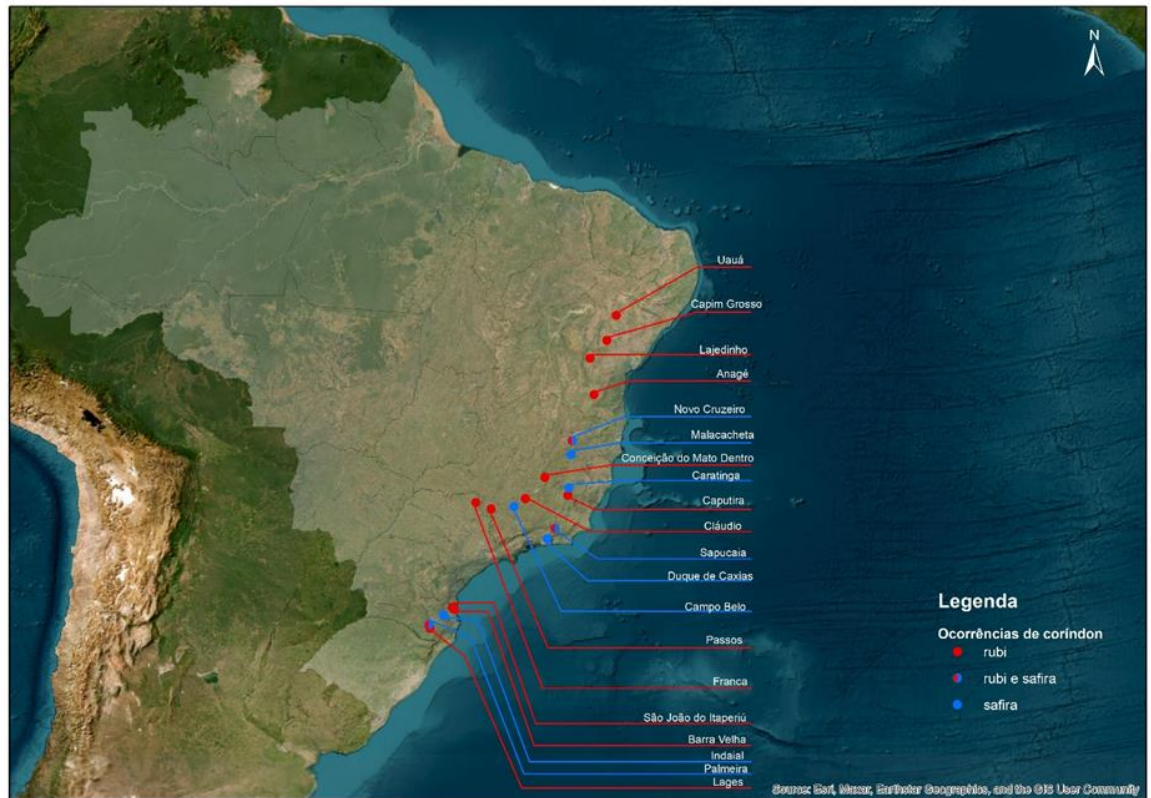 N
Uauá
Capim Grosso
Lajedinho
Anagé
Novo Cruzeiro
Malacacheta
Conceição do Mato Dentro
Caratinga
Caputira
Cláudio
Sapucaia
Duque de Caxias
Campo Belo
Passos
Franca
São João do Itaperiú
Barra Velha
Indaial
Palmeira
Lages
Legenda
Ocorrências de coríndon
rubi
rubi e safira
safira
Source: Esri, Maxar, Earthstar Geographics, and the GIS User Community